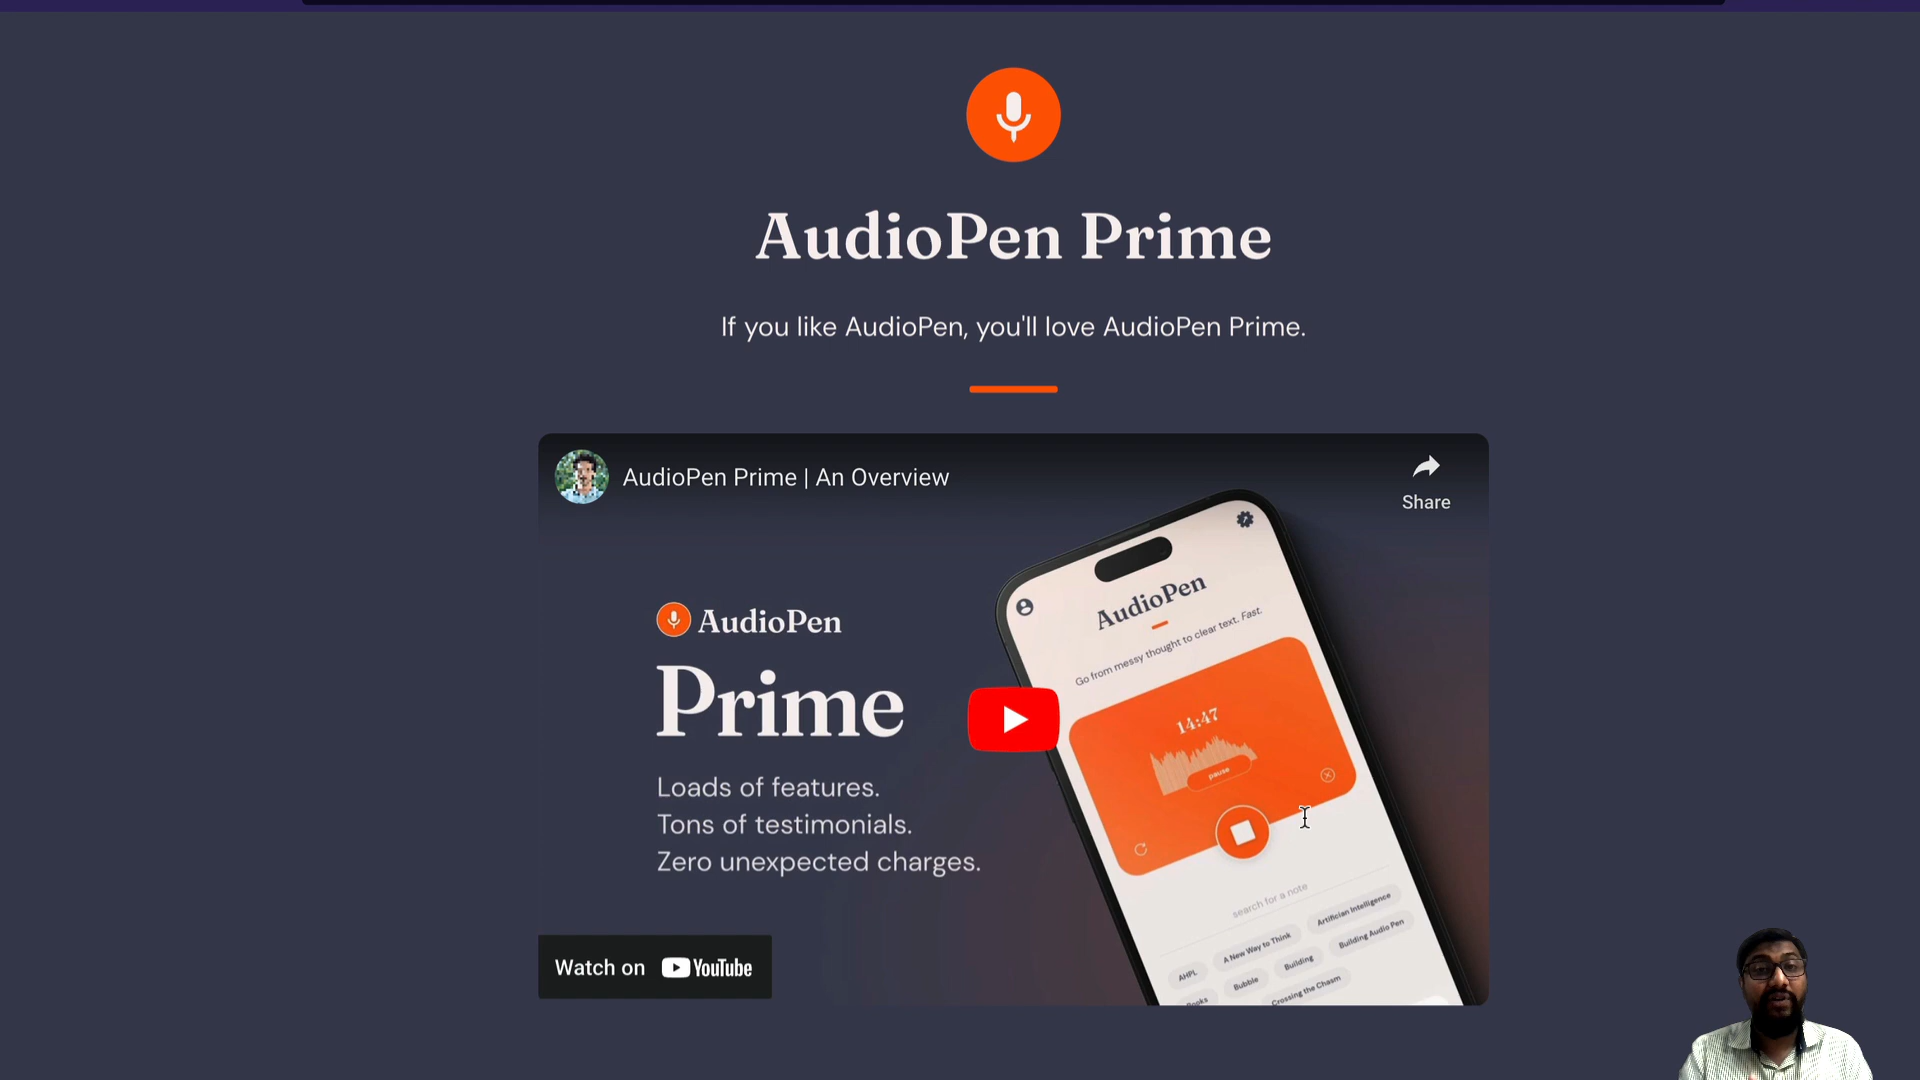 AudioPen Prime
If you like AudioPen, you'll love AudioPen Prime.
AudioPen Prime | An Overview
Share
AudioPen
Prime
Loads of features.
Tons of testimonials.
Zero unexpected charges.
AudioPen
Go from messy thought to clear text. Fast.
14:47
pause
search for a note
AHPL
A New Way to Think
Artifician Intelligence
Books
Bubble
Building
Building Audio Pen
Crossing the Chasm
Watch on YouTube